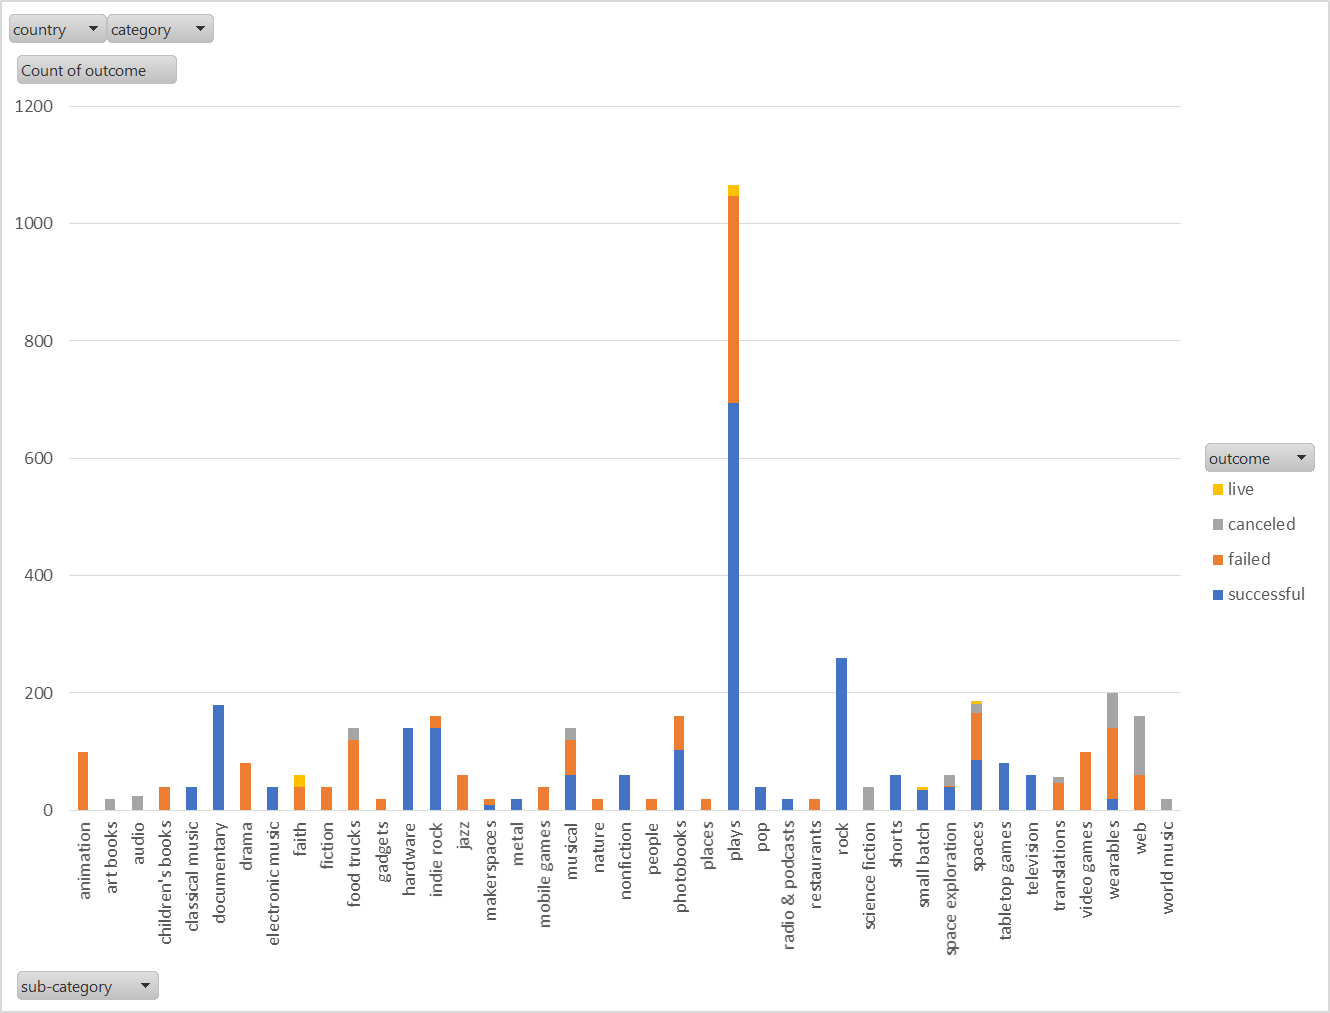 country category
Count of outcome
1200
1000
800
600
400
200
0
animation
art books
audio
children's books
classical music
documentary
drama
electronic music
faith
fiction
food trucks
gadgets
hardware
indie rock
jazz
makerspaces
metal
mobile games
musical
nature
nonfiction
people
photobooks
places
plays
pop
radio & podcasts
restaurants
rock
science fiction
shorts
small batch
space exploration
spaces
tabletop games
television
translations
video games
wearables
web
world music
outcome
live
canceled
failed
successful
sub-category